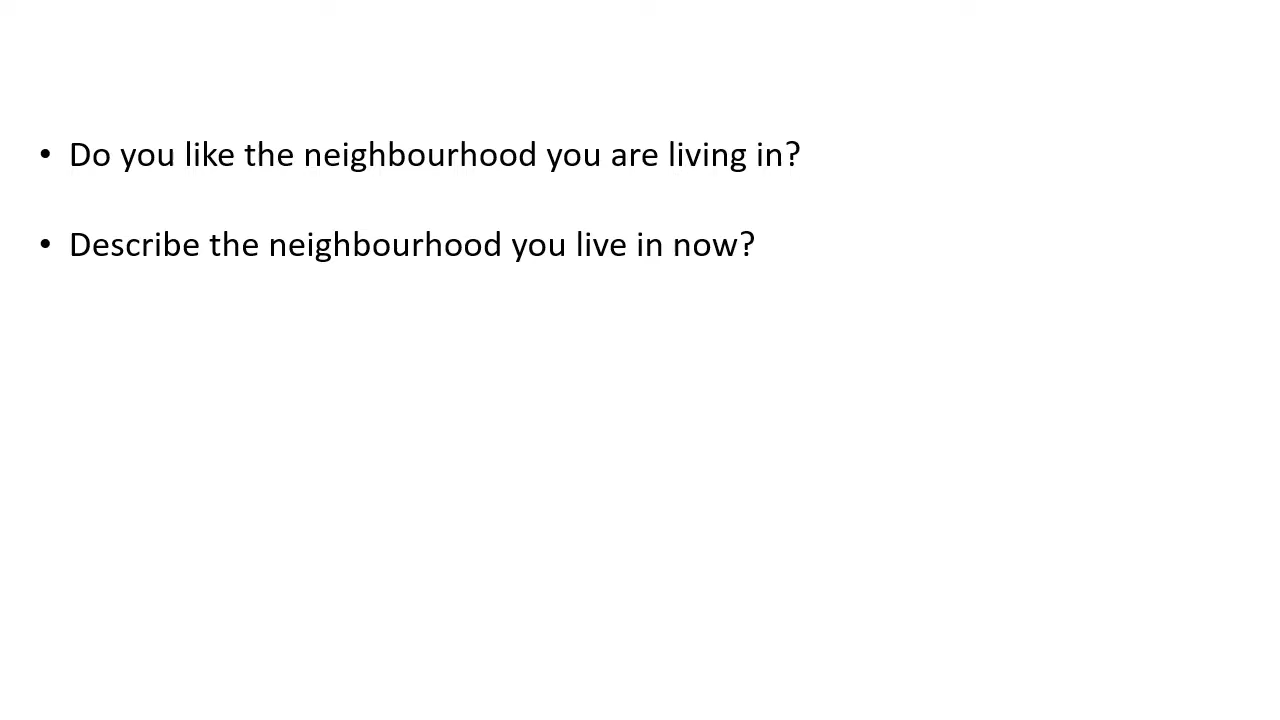 • Do you like the neighbourhood you are living in?
• Describe the neighbourhood you live in now?